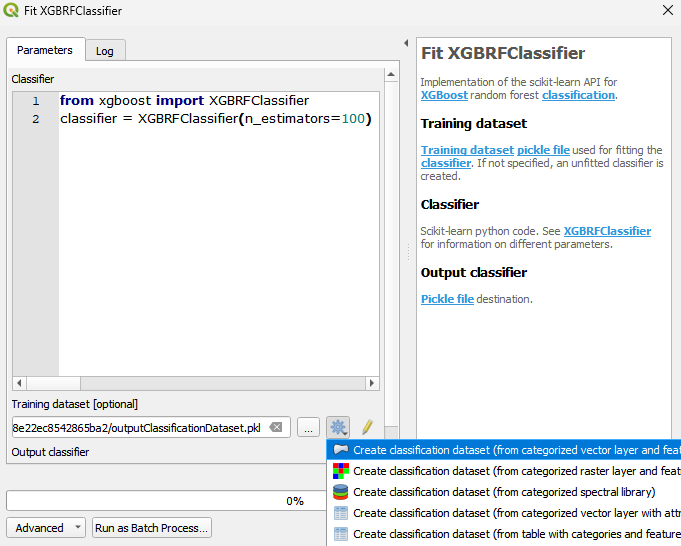 Fit XGBRFClassifier
Parameters
Log
Classifier
1 from xgboost import XGBRFClassifier
2 classifier = XGBRFClassifier(n_estimators=100)
Training dataset [optional]
8e22ec8542865ba2/outputClassificationDataset.pkl
...
Output classifier
0%
Advanced
Run as Batch Process...
Fit XGBRFClassifier
Implementation of the scikit-learn API for
XGBoost random forest classification.
Training dataset
Training dataset pickle file used for fitting the
classifier. If not specified, an unfitted classifier is
created.
Classifier
Scikit-learn python code. See XGBRFClassifier
for information on different parameters.
Output classifier
Pickle file destination.
Create classification dataset (from categorized vector layer and feat
Create classification dataset (from categorized raster layer and featu
Create classification dataset (from categorized spectral library)
Create classification dataset (from categorized vector layer with attr
Create classification dataset (from table with categories and feature